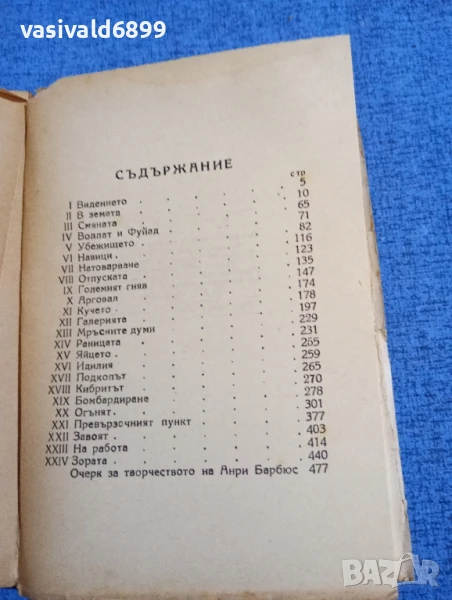 vasivald6899
СЪДЪРЖАНИЕ
стр
I Видението . . . . . . 5
II В земята . . . . . . 10
III Смяната . . . . . . 65
IV Волпат и Фуйад . . . . . 71
V Убежището . . . . . . 82
VI Навици . . . . . . 116
VII Натоварване . . . . . . 123
VIII Отпуската . . . . . . 135
IX Големият гняв . . . . . 147
X Арговал . . . . . . 174
XI Кучето . . . . . . 178
XII Галерията . . . . . . 197
XIII Мръсните думи . . . . . 229
XIV Раницата . . . . . . 231
XV Яйцето . . . . . . 255
XVI Идилия . . . . . . 259
XVII Подкопът . . . . . . 265
XVIII Кибритът . . . . . . 270
XIX Бомбардиране . . . . . 278
XX Огънят . . . . . . 301
XXI Превързочният пункт . . . . 377
XXII Завоят . . . . . . 403
XXIII На работа . . . . . . 414
XXIV Зората . . . . . . 440
Очерк за творчеството на Анри Барбюс 477
BAZAR